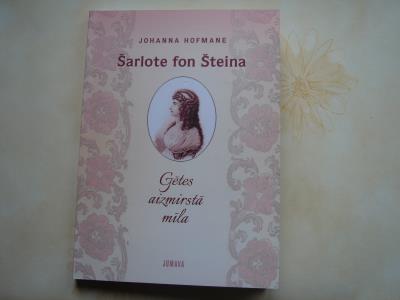 JOHANNA HOFMANE
Šarlote fon Šteina
Gētes
aizmirstā
mīla
JUMAVA